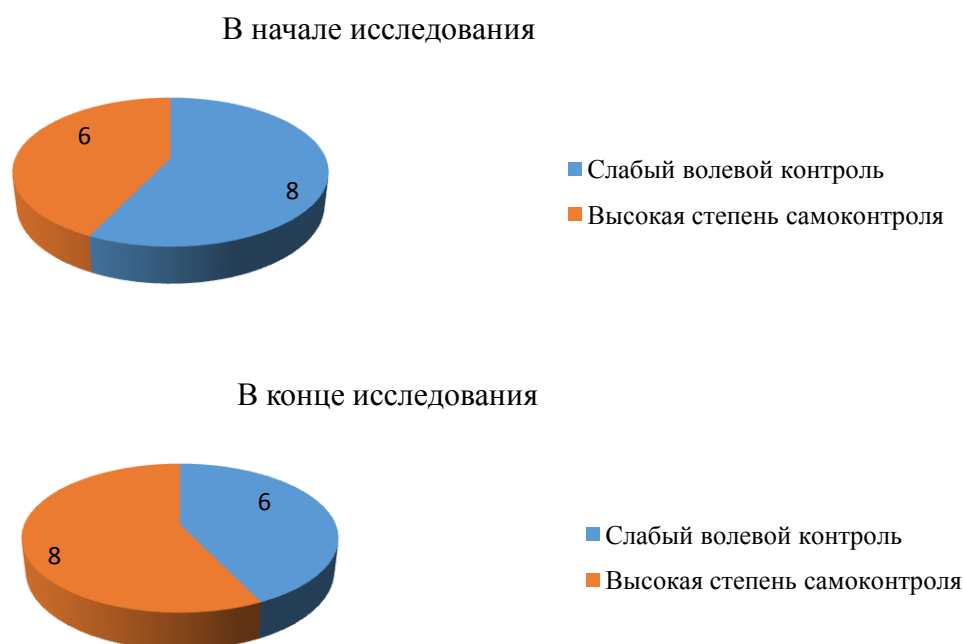 В начале исследования
6
8
Слабый волевой контроль
Высокая степень самоконтроля
В конце исследования
6
8
Слабый волевой контроль
Высокая степень самоконтроля